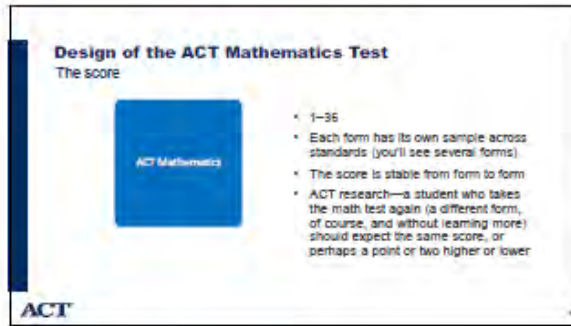 Design of the ACT Mathematics Test
The score
ACT Mathematics
• 1–36
• Each form has its own sample across
standards (you'll see several forms)
• The score is stable from form to form
• ACT research—a student who takes
the math test again (a different form,
of course, and without learning more)
should expect the same score, or
perhaps a point or two higher or lower
ACT